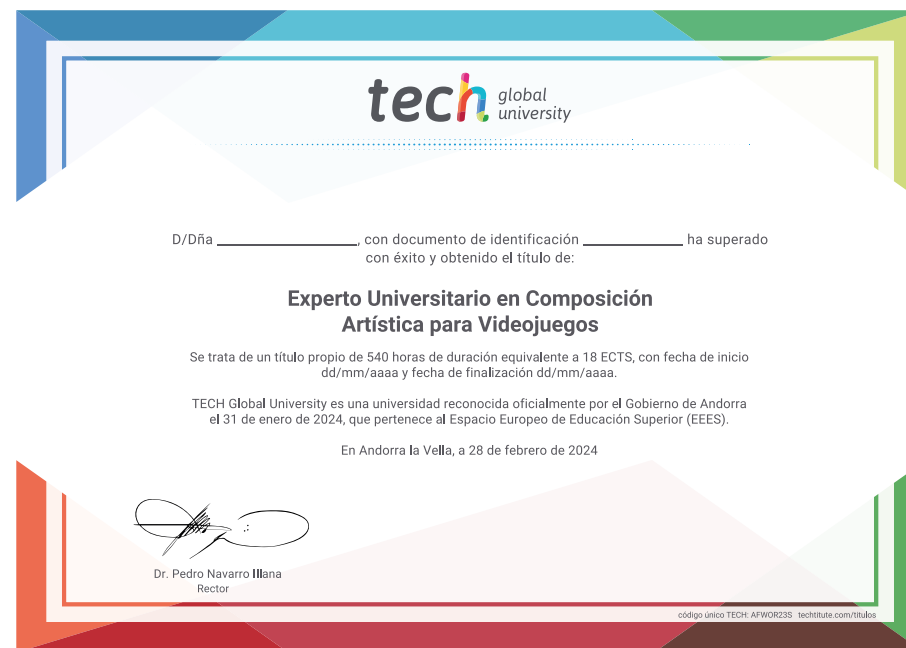 tech global university
D/Dña ____________________, con documento de identificación ______________ ha superado
con éxito y obtenido el título de:
Experto Universitario en Composición
Artística para Videojuegos
Se trata de un título propio de 540 horas de duración equivalente a 18 ECTS, con fecha de inicio
dd/mm/aaaa y fecha de finalización dd/mm/aaaa.
TECH Global University es una universidad reconocida oficialmente por el Gobierno de Andorra
el 31 de enero de 2024, que pertenece al Espacio Europeo de Educación Superior (EEES).
En Andorra la Vella, a 28 de febrero de 2024
Dr. Pedro Navarro Illana
Rector
código único TECH: AFWOR23S techtitute.com/titulos